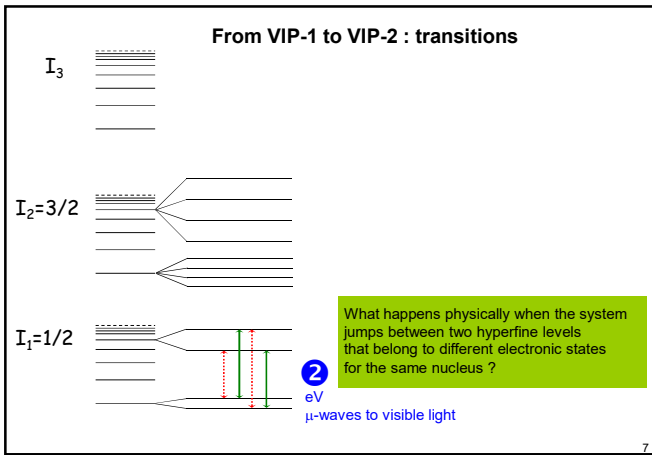 From VIP-1 to VIP-2 : transitions
I₃
I₂=3/2
I₁=1/2
What happens physically when the system
jumps between two hyperfine levels
that belong to different electronic states
for the same nucleus ?
2
eV
μ-waves to visible light
7